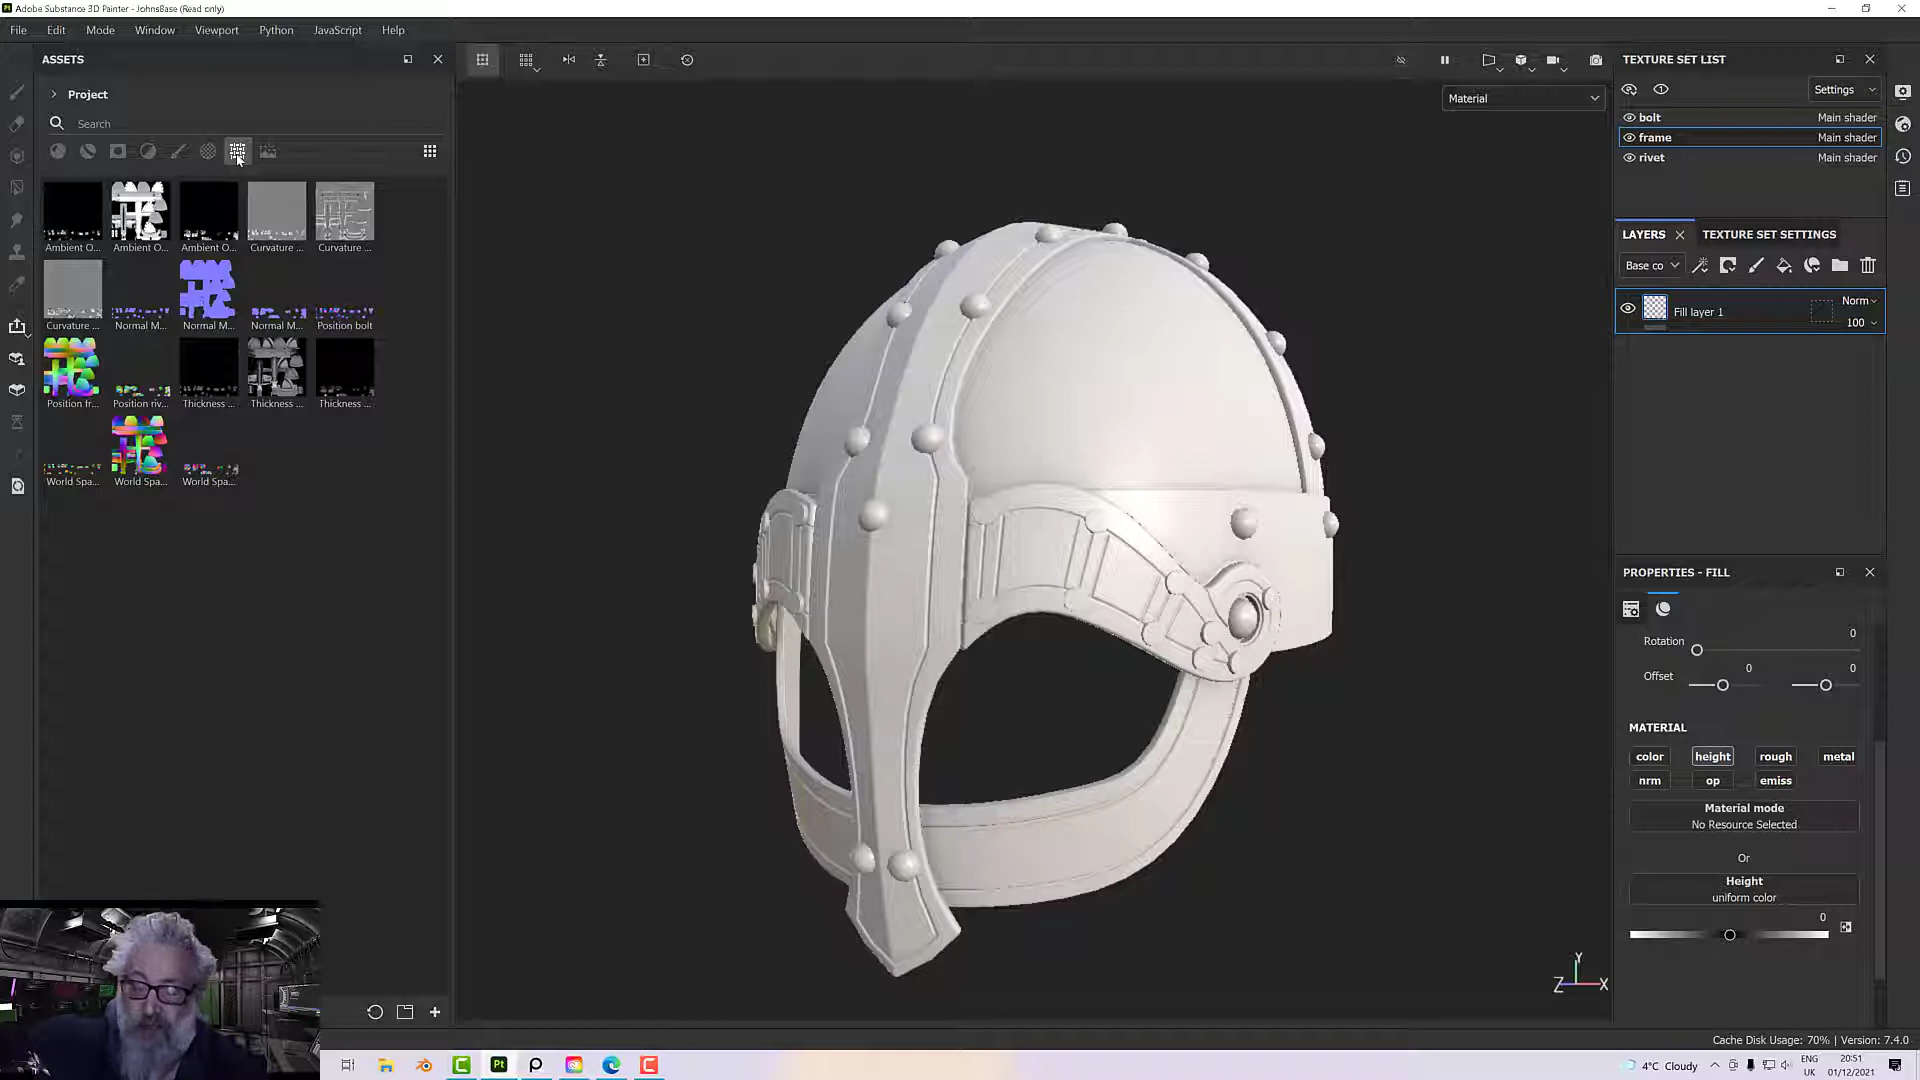 Adobe Substance 3D Painter - JohnsBase (Read only)
File Edit Mode Window Viewport Python JavaScript Help
ASSETS
Project
Search
Ambient O... Ambient O... Ambient O... Curvature ... Curvature ...
Curvature ... Normal M... Normal M... Normal M... Position bolt
Position fr... Position riv... Thickness ... Thickness ... Thickness ...
World Spa... World Spa... World Spa...
Material
Y
Z X
TEXTURE SET LIST
Settings
bolt Main shader
frame Main shader
rivet Main shader
LAYERS TEXTURE SET SETTINGS
Base co
Fill layer 1 Norm
100
PROPERTIES - FILL
Rotation 0
Offset 0 0
MATERIAL
color height rough metal
nrm op emiss
Material mode
No Resource Selected
Or
Height
uniform color
0
Cache Disk Usage: 70% | Version: 7.4.0
4°C Cloudy
ENG
UK
20:51
01/12/2021